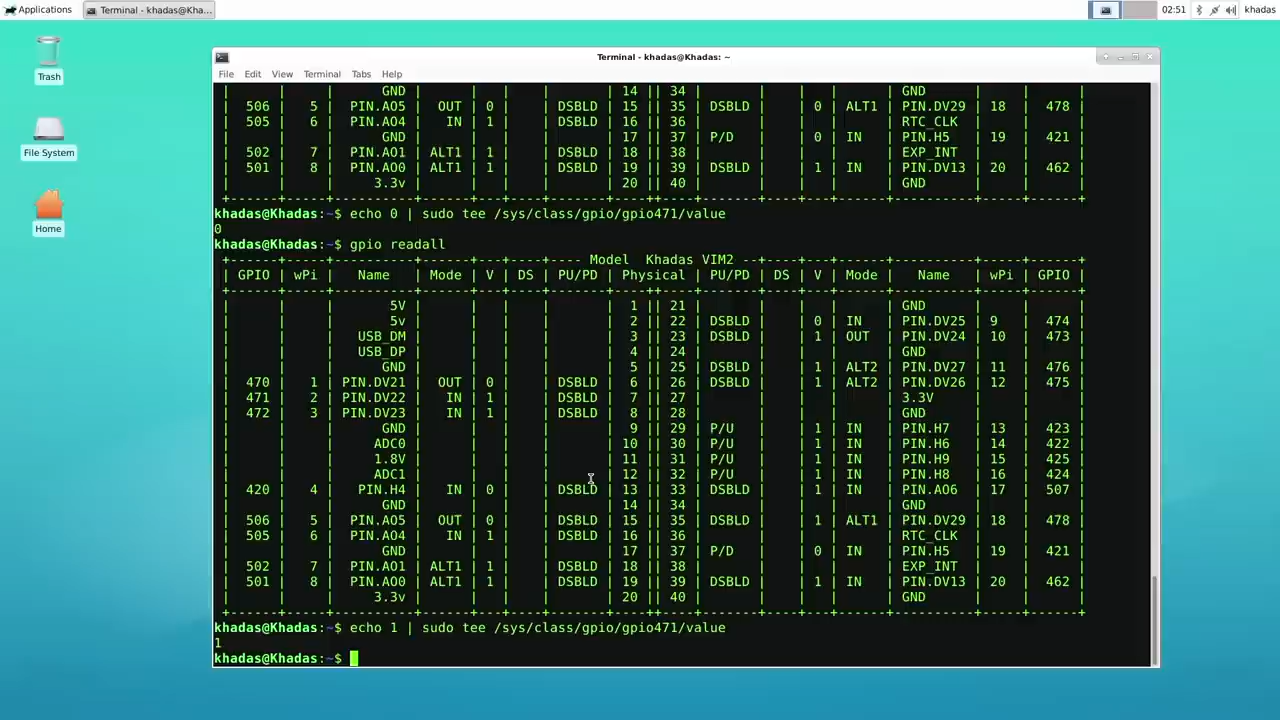 Applications
Terminal - khadas@Kha...
02:51
khadas
Trash
File System
Home
Terminal - khadas@Khadas: ~
File Edit View Terminal Tabs Help
| | | GND | | | | | 14 || 34 | | | | | GND | | |
| 506 | 5 | PIN.AO5 | OUT | 0 | | DSBLD | 15 || 35 | DSBLD | | 0 | ALT1 | PIN.DV29 | 18 | 478 |
| 505 | 6 | PIN.AO4 | IN | 1 | | DSBLD | 16 || 36 | | | | | RTC_CLK | | |
| | | GND | | | | | 17 || 37 | P/D | | 0 | IN | PIN.H5 | 19 | 421 |
| 502 | 7 | PIN.AO1 | ALT1 | 1 | | DSBLD | 18 || 38 | | | | | EXP_INT | | |
| 501 | 8 | PIN.AO0 | ALT1 | 1 | | DSBLD | 19 || 39 | DSBLD | | 1 | IN | PIN.DV13 | 20 | 462 |
| | | 3.3v | | | | | 20 || 40 | | | | | GND | | |
+------+-----+----------+------+---+----+-------+----++----+-------+----+---+------+----------+-----+------+
khadas@Khadas:~$ echo 0 | sudo tee /sys/class/gpio/gpio471/value
0
khadas@Khadas:~$ gpio readall
+------+-----+----------+------+---+----+---- Model  Khadas VIM2 --+----+---+------+----------+-----+------+
| GPIO | wPi | Name | Mode | V | DS | PU/PD | Physical | PU/PD | DS | V | Mode | Name | wPi | GPIO |
+------+-----+----------+------+---+----+-------+----++----+-------+----+---+------+----------+-----+------+
| | | 5V | | | | | 1 || 21 | | | | | GND | | |
| | | 5v | | | | | 2 || 22 | DSBLD | | 0 | IN | PIN.DV25 | 9 | 474 |
| | | USB_DM | | | | | 3 || 23 | DSBLD | | 1 | OUT | PIN.DV24 | 10 | 473 |
| | | USB_DP | | | | | 4 || 24 | | | | | GND | | |
| | | GND | | | | | 5 || 25 | DSBLD | | 1 | ALT2 | PIN.DV27 | 11 | 476 |
| 470 | 1 | PIN.DV21 | OUT | 0 | | DSBLD | 6 || 26 | DSBLD | | 1 | ALT2 | PIN.DV26 | 12 | 475 |
| 471 | 2 | PIN.DV22 | IN | 1 | | DSBLD | 7 || 27 | | | | | 3.3V | | |
| 472 | 3 | PIN.DV23 | IN | 1 | | DSBLD | 8 || 28 | | | | | GND | | |
| | | GND | | | | | 9 || 29 | P/U | | 1 | IN | PIN.H7 | 13 | 423 |
| | | ADC0 | | | | | 10 || 30 | P/U | | 1 | IN | PIN.H6 | 14 | 422 |
| | | 1.8V | | | | | 11 || 31 | P/U | | 1 | IN | PIN.H9 | 15 | 425 |
| | | ADC1 | | | | | 12 || 32 | P/U | | 1 | IN | PIN.H8 | 16 | 424 |
| 420 | 4 | PIN.H4 | IN | 0 | | DSBLD | 13 || 33 | DSBLD | | 1 | IN | PIN.AO6 | 17 | 507 |
| | | GND | | | | | 14 || 34 | | | | | GND | | |
| 506 | 5 | PIN.AO5 | OUT | 0 | | DSBLD | 15 || 35 | DSBLD | | 1 | ALT1 | PIN.DV29 | 18 | 478 |
| 505 | 6 | PIN.AO4 | IN | 1 | | DSBLD | 16 || 36 | | | | | RTC_CLK | | |
| | | GND | | | | | 17 || 37 | P/D | | 0 | IN | PIN.H5 | 19 | 421 |
| 502 | 7 | PIN.AO1 | ALT1 | 1 | | DSBLD | 18 || 38 | | | | | EXP_INT | | |
| 501 | 8 | PIN.AO0 | ALT1 | 1 | | DSBLD | 19 || 39 | DSBLD | | 1 | IN | PIN.DV13 | 20 | 462 |
| | | 3.3v | | | | | 20 || 40 | | | | | GND | | |
+------+-----+----------+------+---+----+-------+----++----+-------+----+---+------+----------+-----+------+
khadas@Khadas:~$ echo 1 | sudo tee /sys/class/gpio/gpio471/value
1
khadas@Khadas:~$